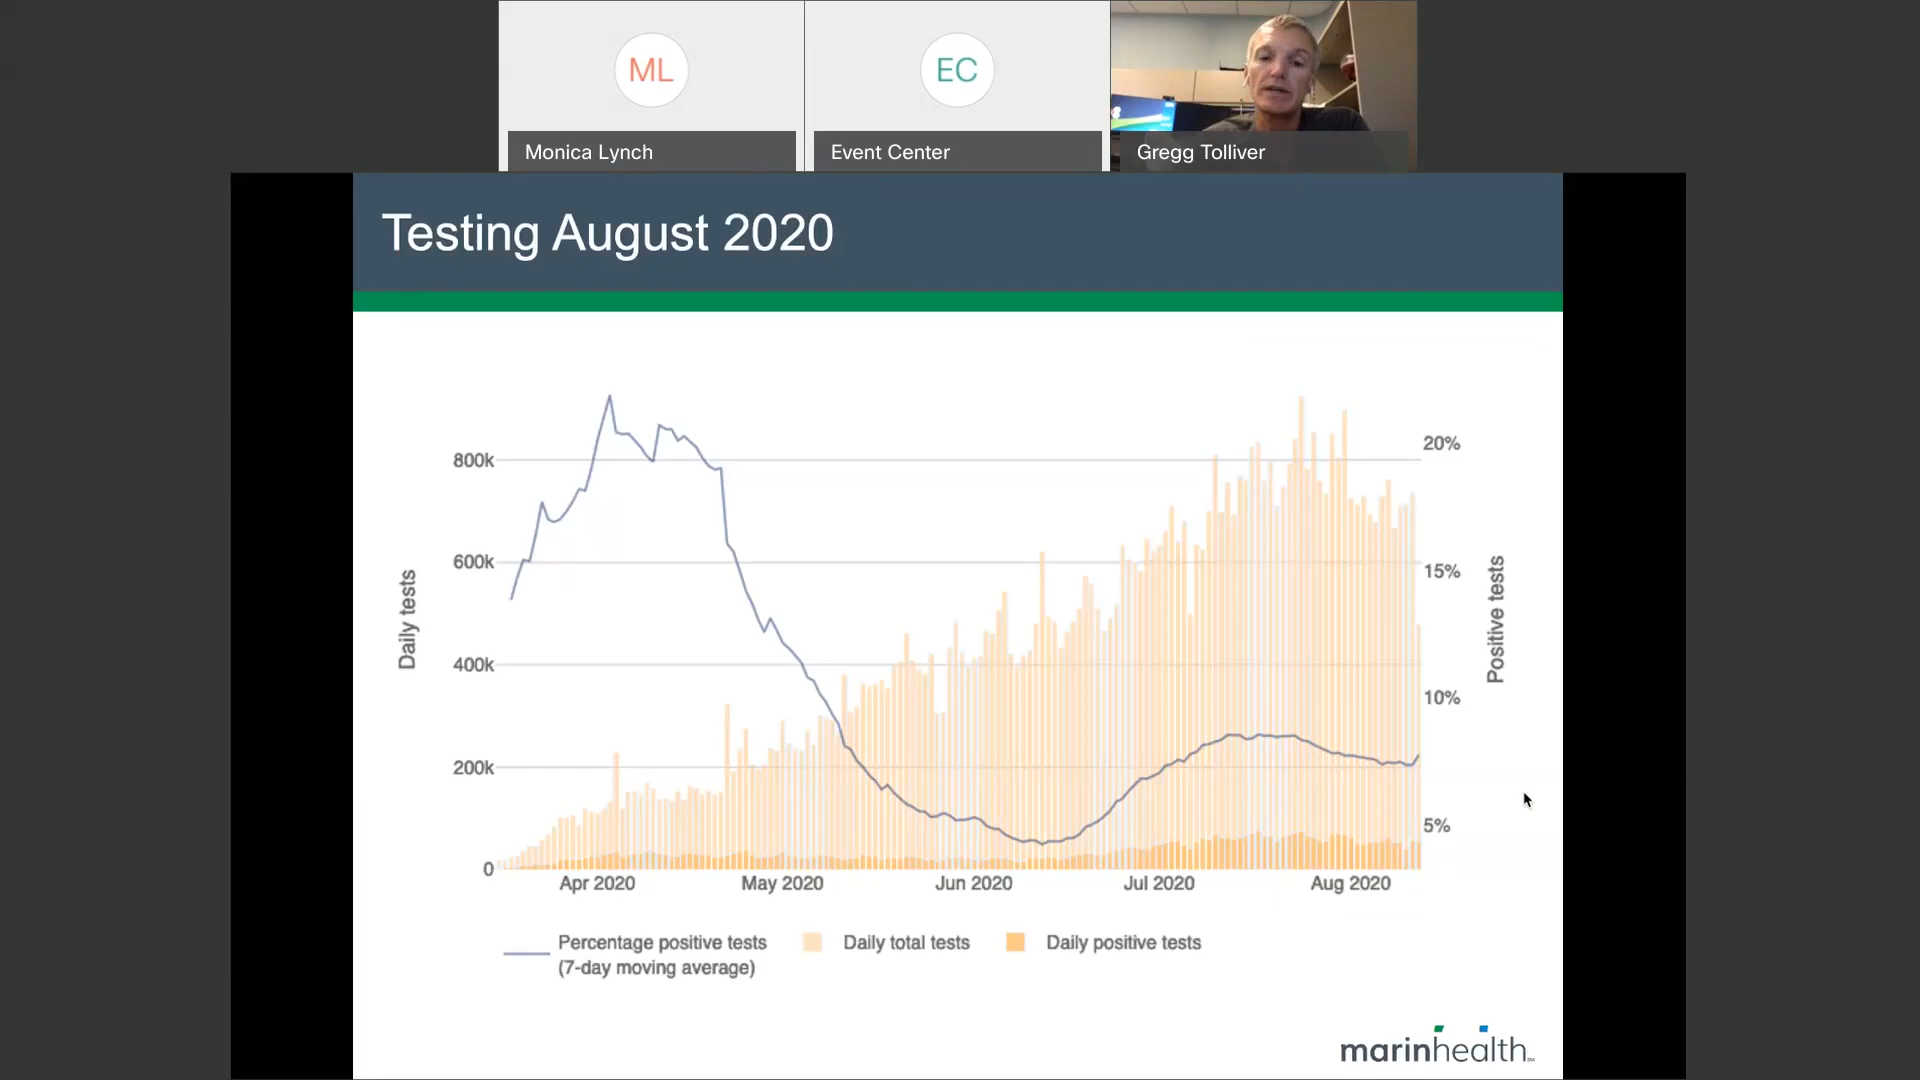 ML
EC
Monica Lynch
Event Center
Gregg Tolliver
Testing August 2020
Daily tests
800k
600k
400k
200k
0
20%
15%
10%
5%
Positive tests
Apr 2020
May 2020
Jun 2020
Jul 2020
Aug 2020
Percentage positive tests
(7-day moving average)
Daily total tests
Daily positive tests
marinhealth